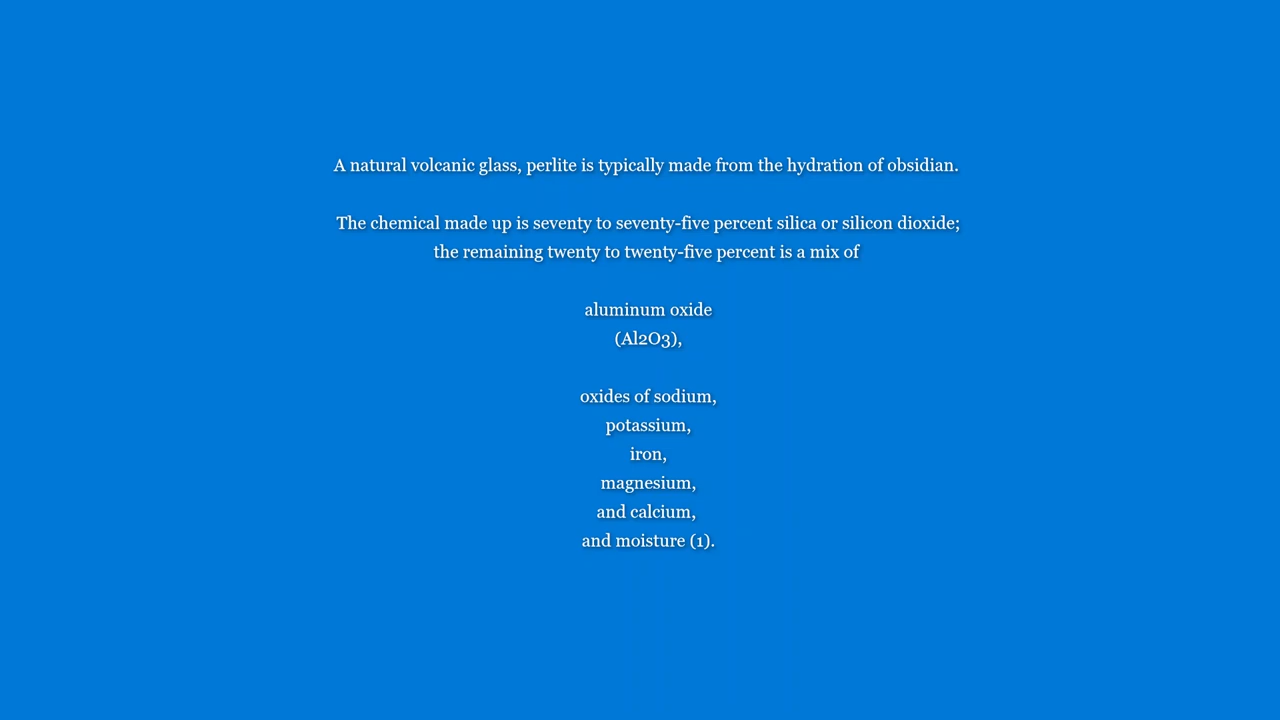 A natural volcanic glass, perlite is typically made from the hydration of obsidian.
The chemical made up is seventy to seventy-five percent silica or silicon dioxide;
the remaining twenty to twenty-five percent is a mix of
aluminum oxide
(Al2O3),
oxides of sodium,
potassium,
iron,
magnesium,
and calcium,
and moisture (1).